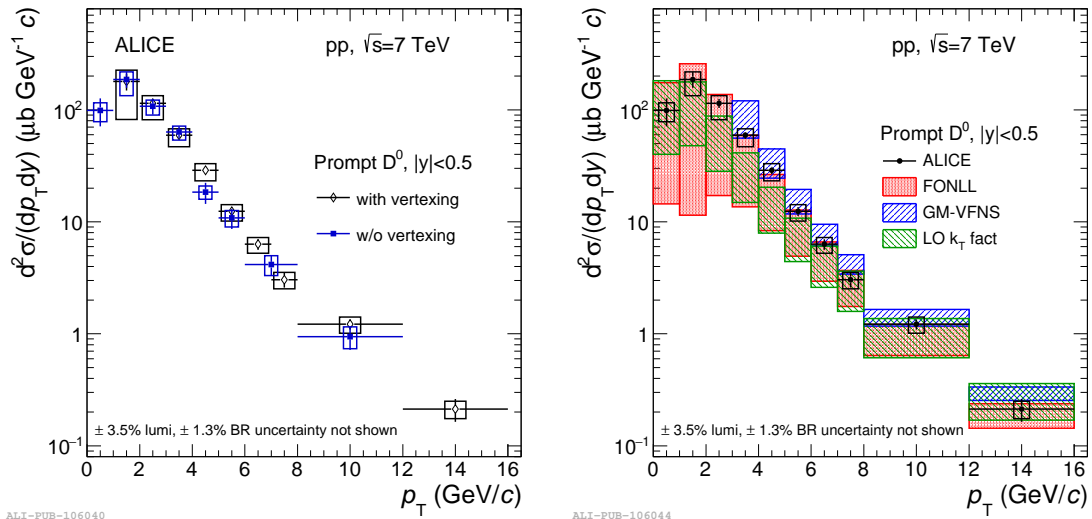 d²σ/(dp_T dy) (μb GeV⁻¹ c)
10²
10
1
10⁻¹
ALICE
pp, √s=7 TeV
Prompt D⁰, |y|<0.5
with vertexing
w/o vertexing
± 3.5% lumi, ± 1.3% BR uncertainty not shown
0 2 4 6 8 10 12 14 16
p_T (GeV/c)
ALI-PUB-106040
d²σ/(dp_T dy) (μb GeV⁻¹ c)
10²
10
1
10⁻¹
pp, √s=7 TeV
Prompt D⁰, |y|<0.5
ALICE
FONLL
GM-VFNS
LO k_T fact
± 3.5% lumi, ± 1.3% BR uncertainty not shown
0 2 4 6 8 10 12 14 16
p_T (GeV/c)
ALI-PUB-106044